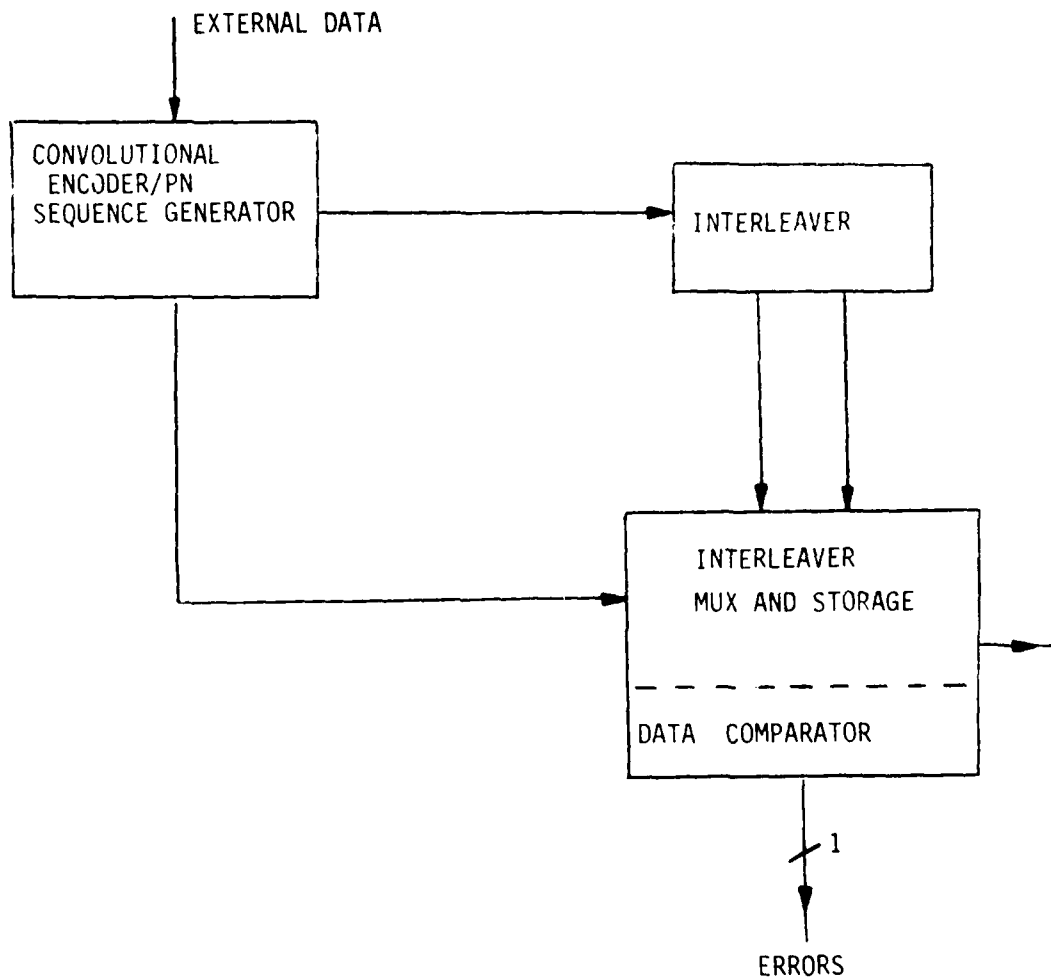 EXTERNAL DATA
CONVOLUTIONAL
ENCODER/PN
SEQUENCE GENERATOR
INTERLEAVER
INTERLEAVER
MUX AND STORAGE
DATA COMPARATOR
1
ERRORS